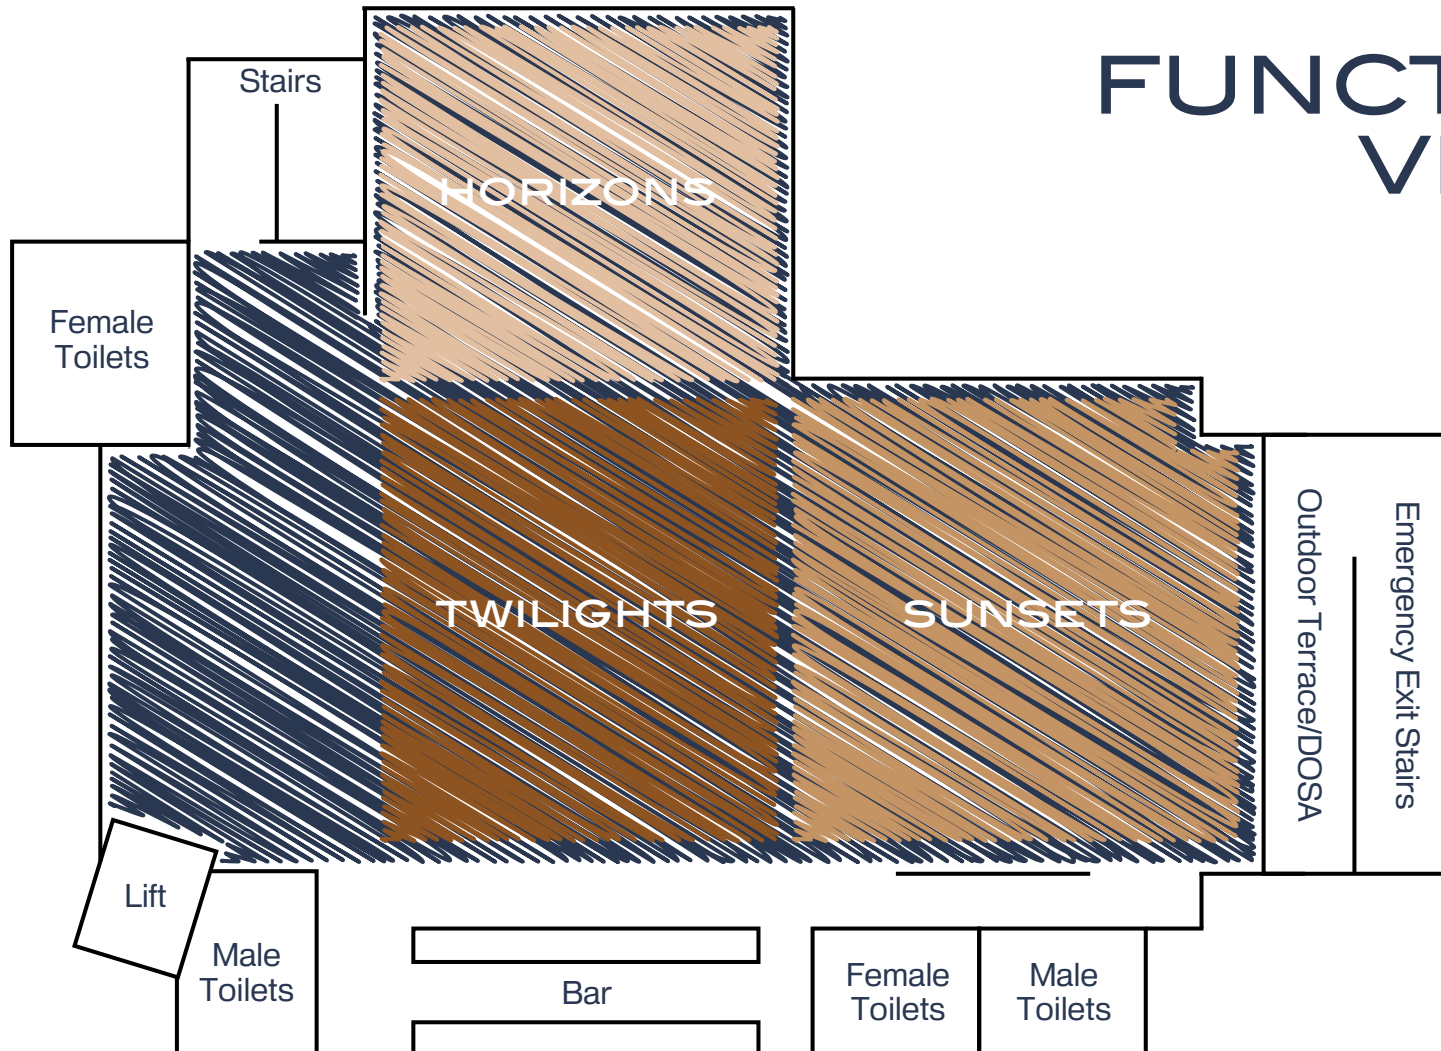 FUNCT
Stairs
HORIZONS
Female
Toilets
TWILIGHTS
SUNSETS
Outdoor Terrace/DOSA
Emergency Exit Stairs
Lift
Male
Toilets
Bar
Female
Toilets
Male
Toilets